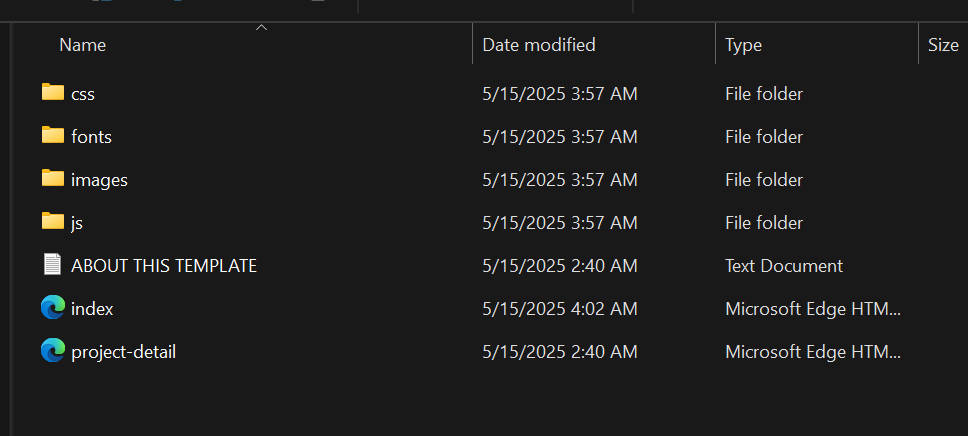 Name Date modified Type Size
css 5/15/2025 3:57 AM File folder
fonts 5/15/2025 3:57 AM File folder
images 5/15/2025 3:57 AM File folder
js 5/15/2025 3:57 AM File folder
ABOUT THIS TEMPLATE 5/15/2025 2:40 AM Text Document
index 5/15/2025 4:02 AM Microsoft Edge HTM...
project-detail 5/15/2025 2:40 AM Microsoft Edge HTM...